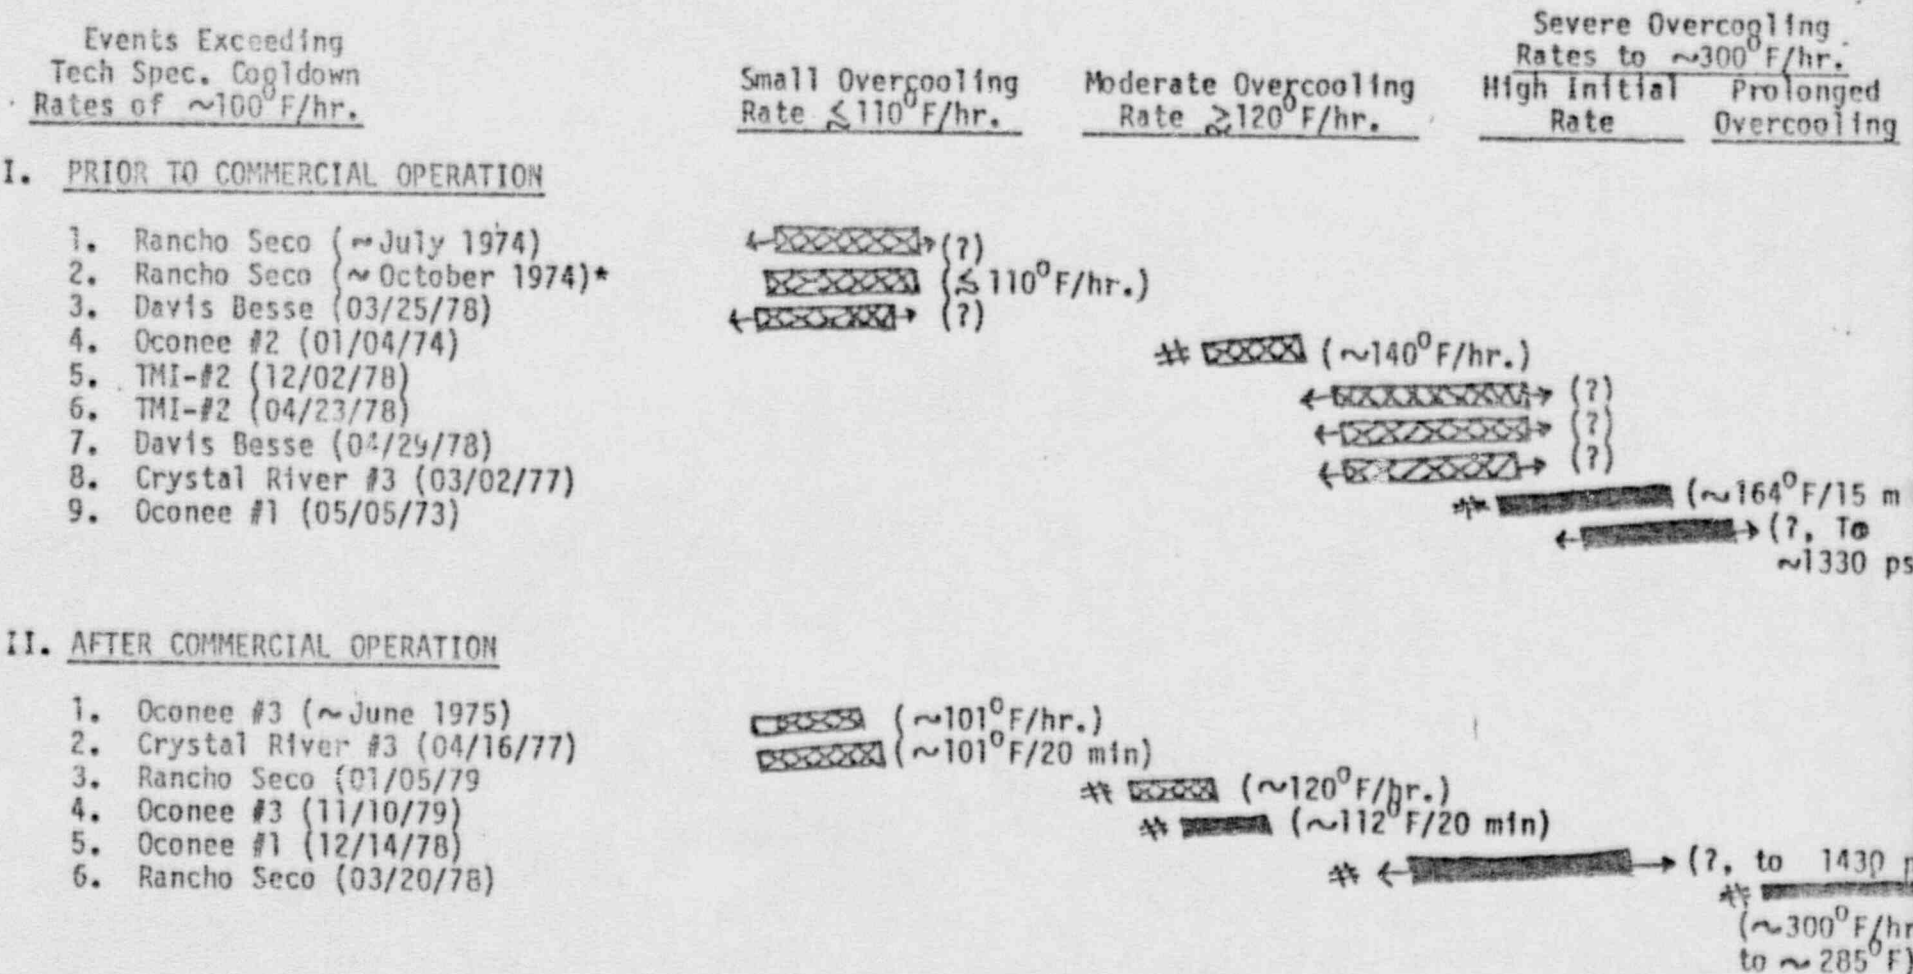 Events Exceeding
Tech Spec. Cooldown
Rates of ~100°F/hr.
Small Overcooling
Rate ≲110°F/hr.
Moderate Overcooling
Rate ≳120°F/hr.
Severe Overcooling
Rates to ~300°F/hr.
High Initial
Rate
Prolonged
Overcooling
I. PRIOR TO COMMERCIAL OPERATION
1. Rancho Seco (~July 1974) (?)
2. Rancho Seco (~October 1974)* (≲110°F/hr.)
3. Davis Besse (03/25/78) (?)
4. Oconee #2 (01/04/74) # (~140°F/hr.)
5. TMI-#2 (12/02/78) (?)
6. TMI-#2 (04/23/78) (?)
7. Davis Besse (04/29/78) (?)
8. Crystal River #3 (03/02/77) # (~164°F/15 m
9. Oconee #1 (05/05/73) (?, To
~1330 ps
II. AFTER COMMERCIAL OPERATION
1. Oconee #3 (~June 1975) (~101°F/hr.)
2. Crystal River #3 (04/16/77) (~101°F/20 min)
3. Rancho Seco (01/05/79 # (~120°F/hr.)
4. Oconee #3 (11/10/79) # (~112°F/20 min)
5. Oconee #1 (12/14/78) # (?, to 1430 p
6. Rancho Seco (03/20/78) #
(~300°F/hr
to ~285°F)